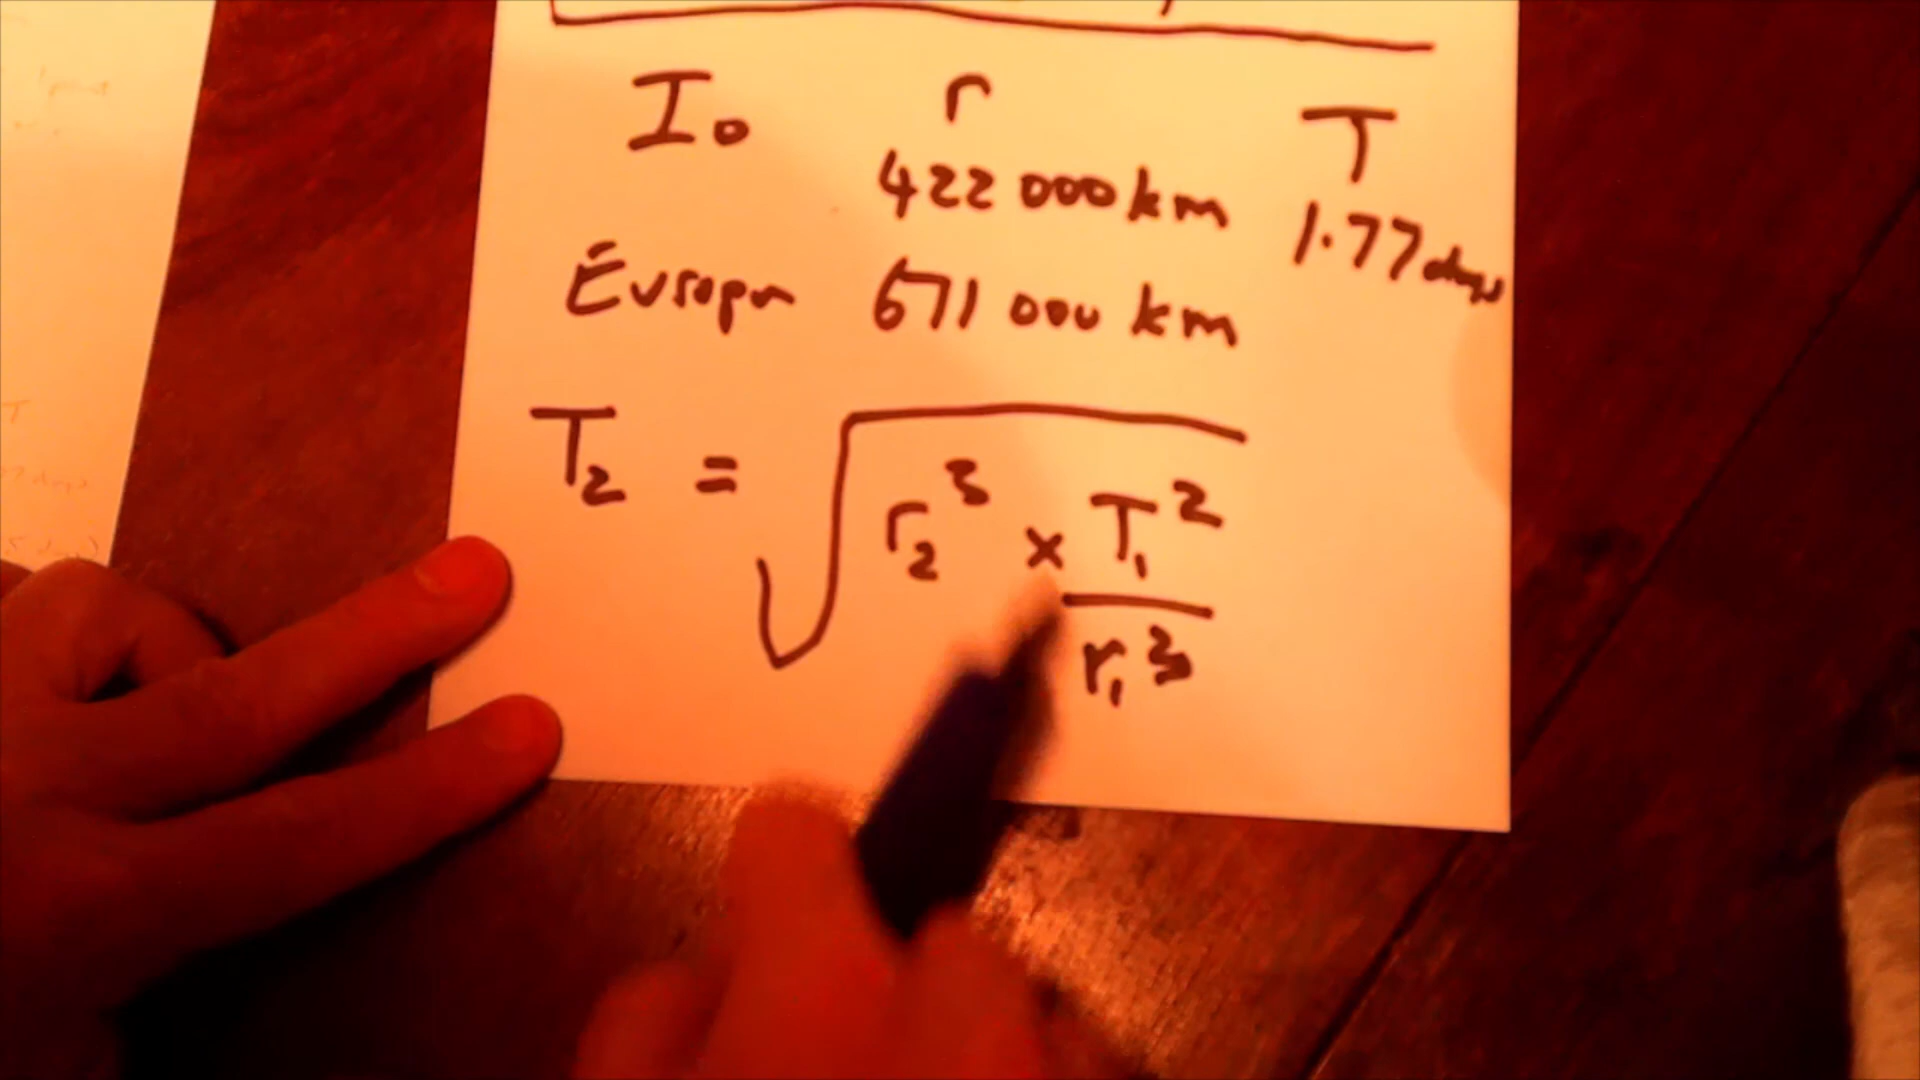 Io r T
422 000 km 1.77 days
Europa 671 000 km
T₂ = √(r₂³ × T₁² / r₁³)